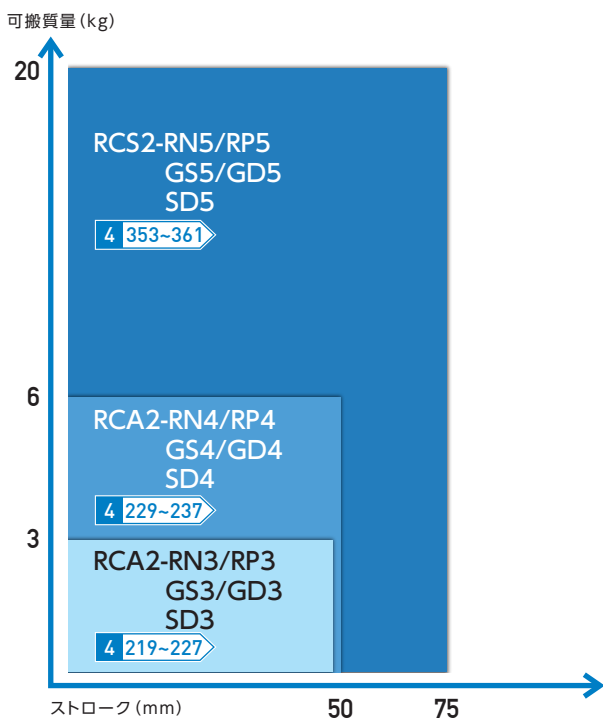 可搬質量(kg)
20
RCS2-RN5/RP5
GS5/GD5
SD5
4 353~361
6
RCA2-RN4/RP4
GS4/GD4
SD4
4 229~237
3
RCA2-RN3/RP3
GS3/GD3
SD3
4 219~227
ストローク(mm) 50 75